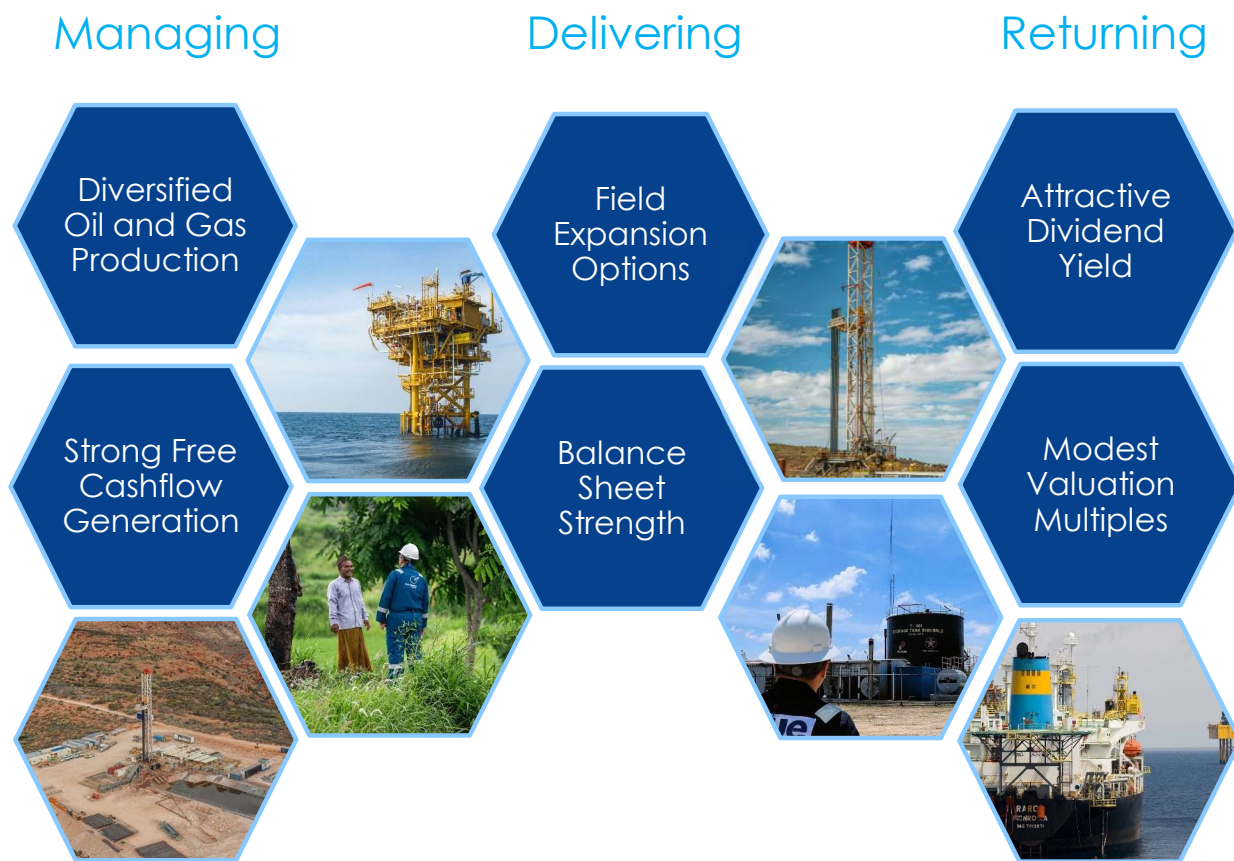 Managing
Delivering
Returning
Diversified
Oil and Gas
Production
Field
Expansion
Options
Attractive
Dividend
Yield
Strong Free
Cashflow
Generation
Balance
Sheet
Strength
Modest
Valuation
Multiples
ue